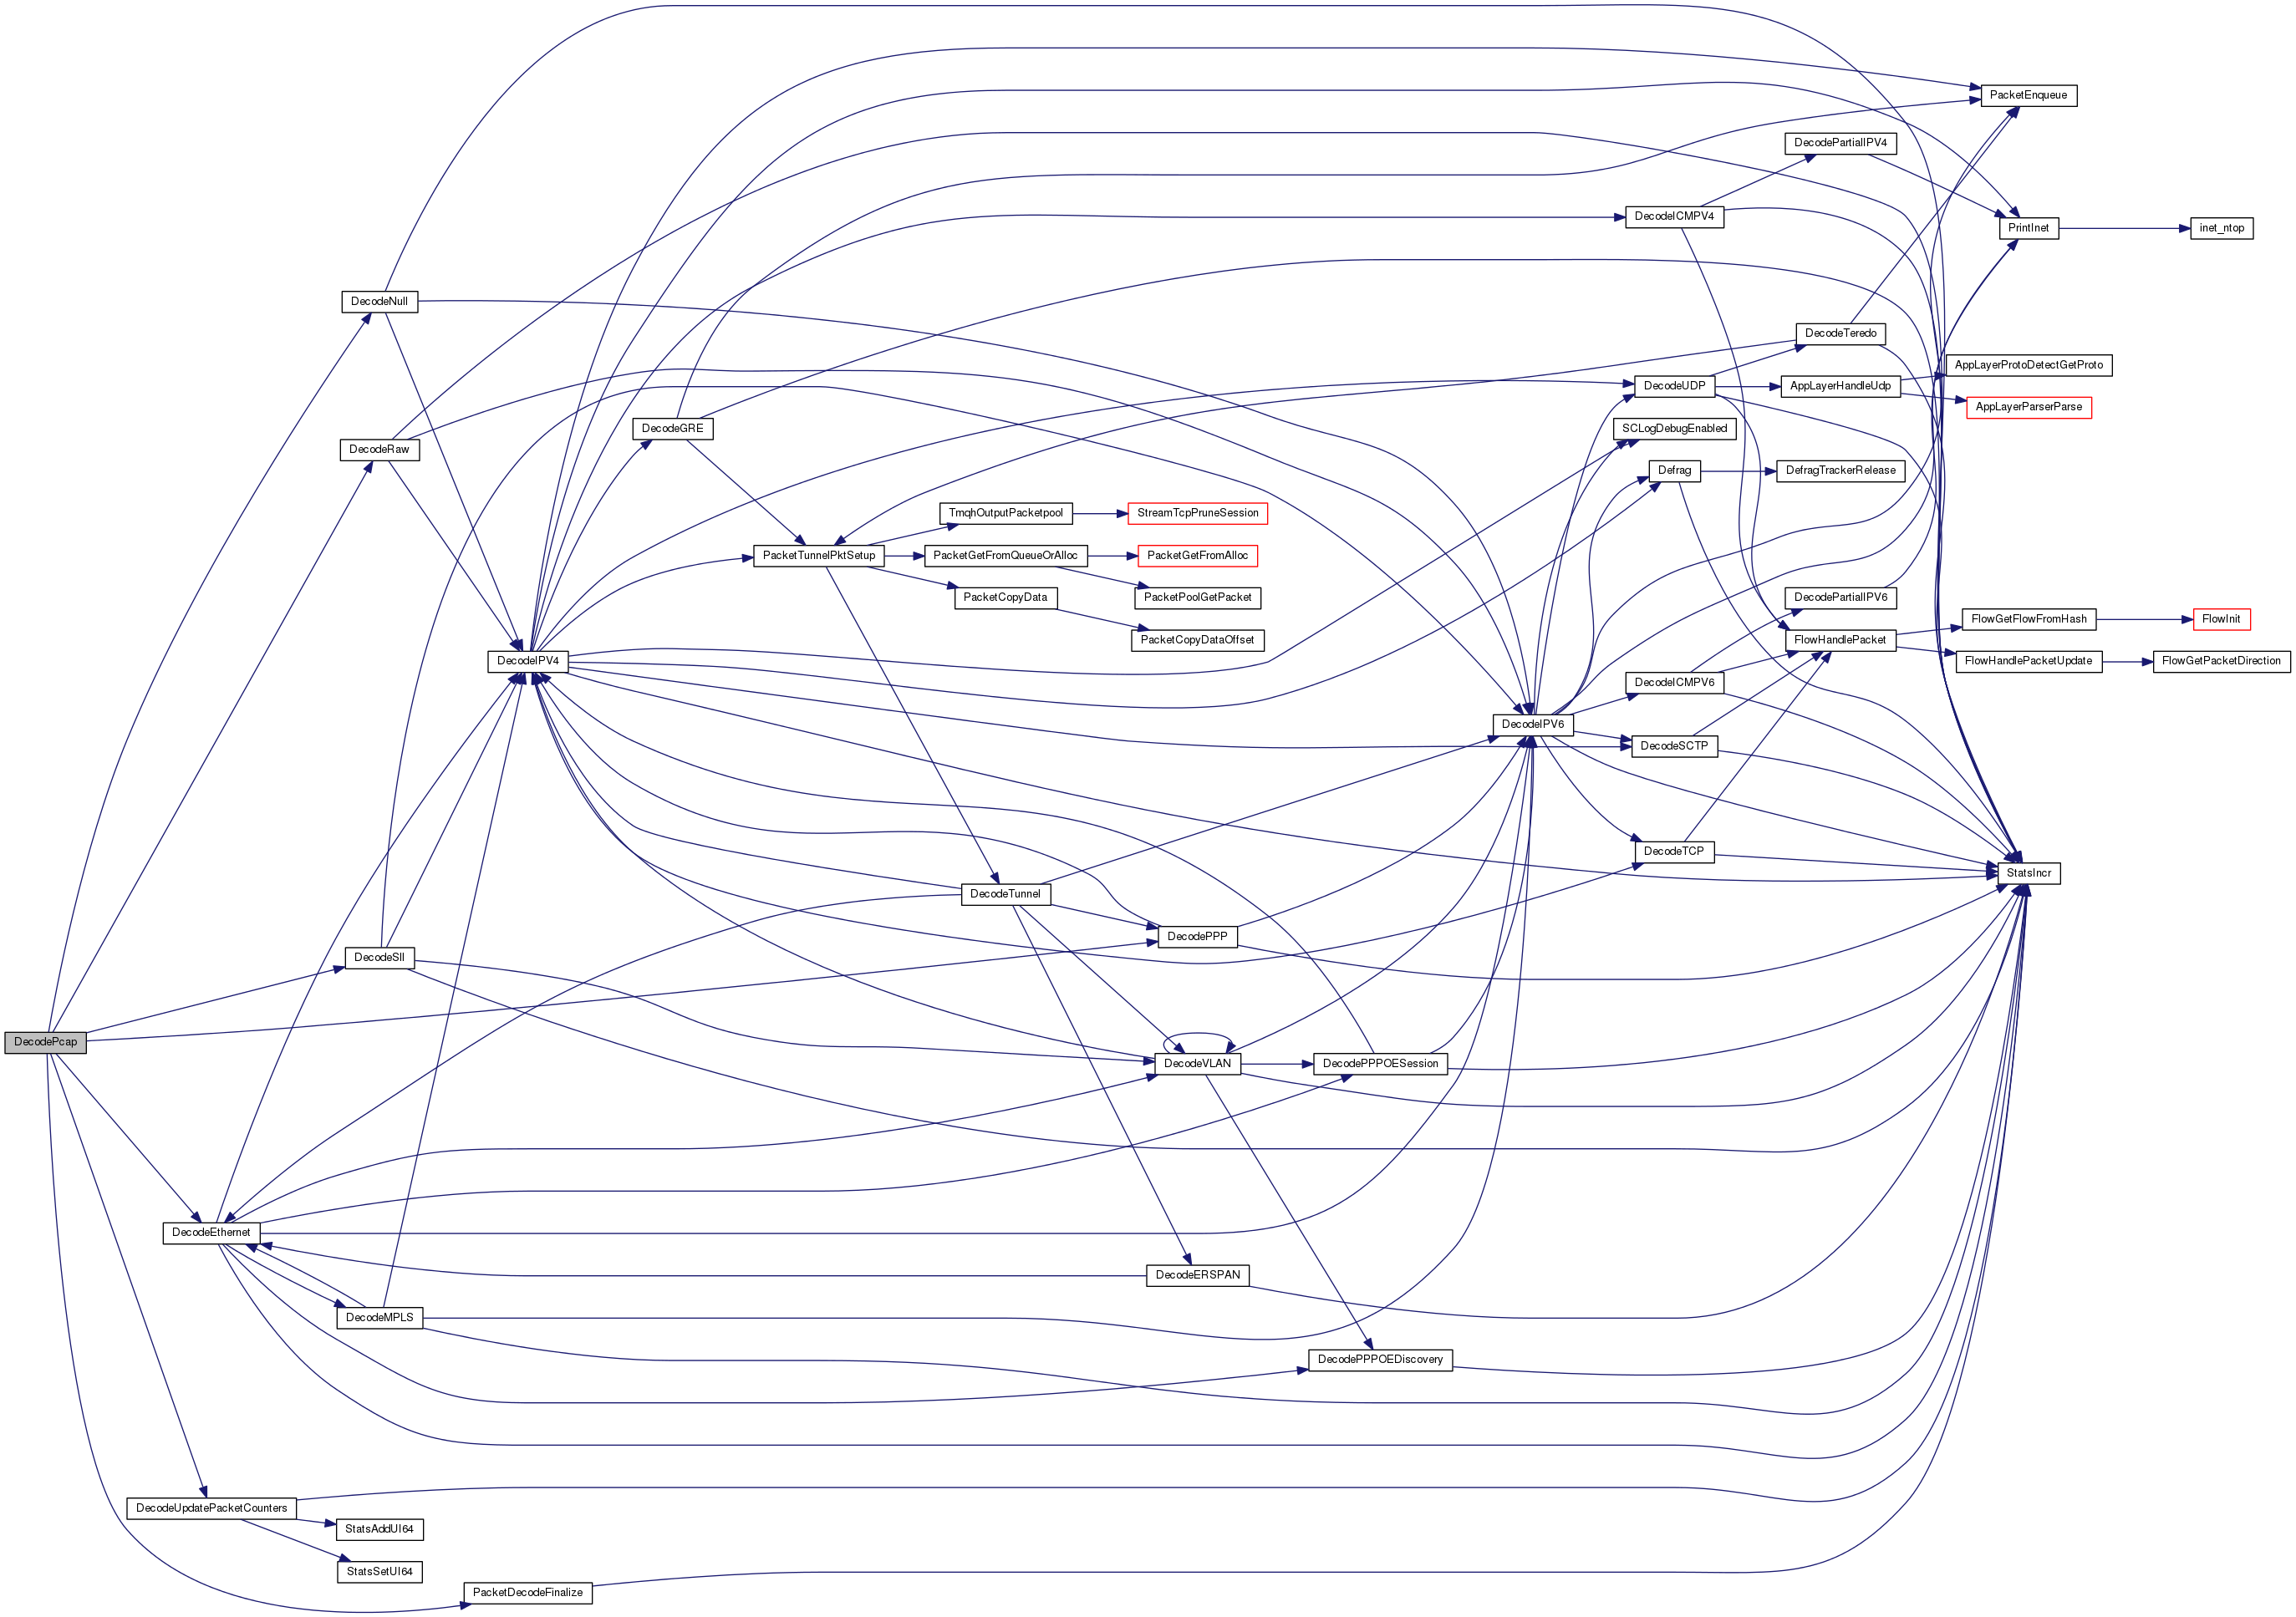 PacketEnqueue
DecodePartialIPV4
DecodeICMPV4
PrintInet
inet_ntop
DecodeNull
DecodeTeredo
AppLayerProtoDetectGetProto
DecodeUDP
AppLayerHandleUdp
AppLayerParserParse
DecodeGRE
SCLogDebugEnabled
DecodeRaw
Defrag
DefragTrackerRelease
TmqhOutputPacketpool
StreamTcpPruneSession
PacketTunnelPktSetup
PacketGetFromQueueOrAlloc
PacketGetFromAlloc
PacketCopyData
PacketPoolGetPacket
DecodePartialIPV6
FlowGetFlowFromHash
FlowInit
PacketCopyDataOffset
FlowHandlePacket
DecodeIPV4
FlowHandlePacketUpdate
FlowGetPacketDirection
DecodeICMPV6
DecodeIPV6
DecodeSCTP
DecodeTCP
StatsIncr
DecodeTunnel
DecodePPP
DecodeSll
DecodePcap
DecodeVLAN
DecodePPPOESession
DecodeEthernet
DecodeERSPAN
DecodeMPLS
DecodePPPOEDiscovery
DecodeUpdatePacketCounters
StatsAddUI64
StatsSetUI64
PacketDecodeFinalize